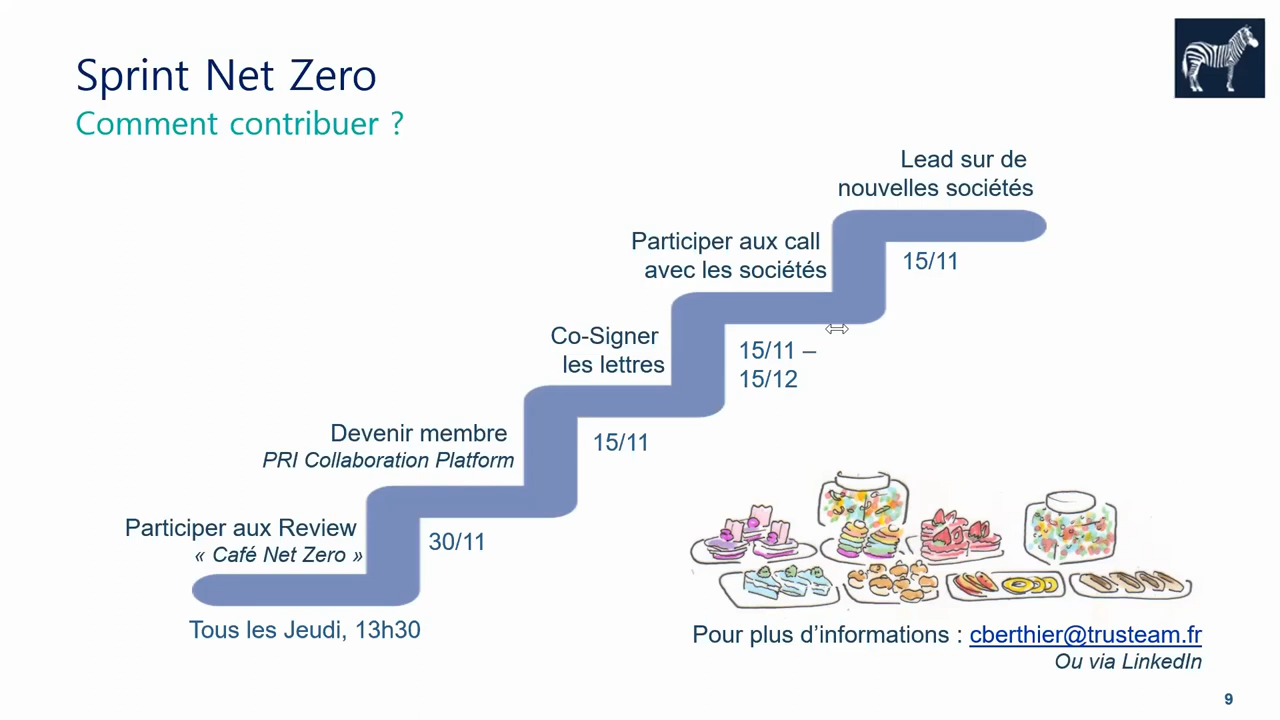 Sprint Net Zero
Comment contribuer ?
Lead sur de
nouvelles sociétés
15/11
Participer aux call
avec les sociétés
15/11 –
15/12
Co-Signer
les lettres
15/11
Devenir membre
PRI Collaboration Platform
30/11
Participer aux Review
« Café Net Zero »
Tous les Jeudi, 13h30
Pour plus d’informations : cberthier@trusteam.fr
Ou via LinkedIn
9